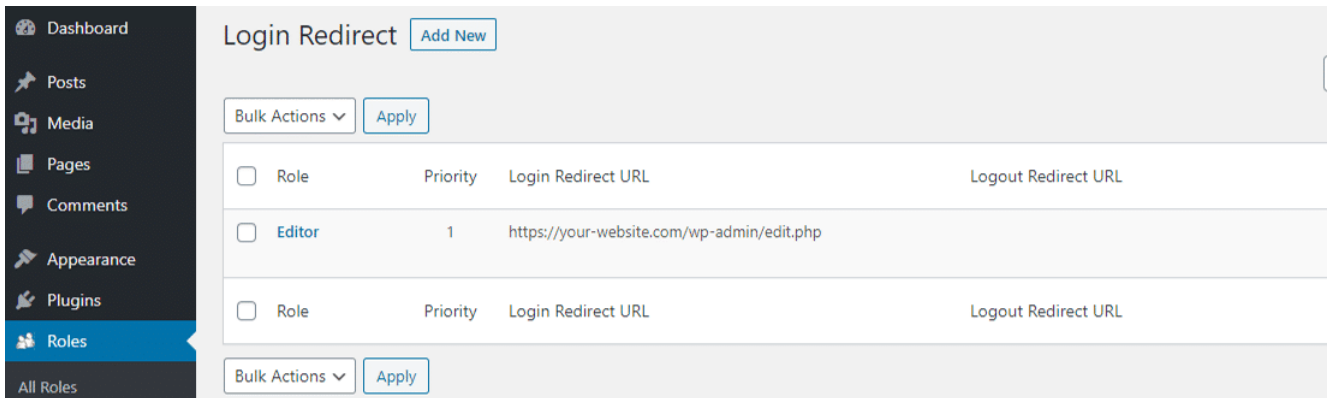 Dashboard
Posts
Media
Pages
Comments
Appearance
Plugins
Roles
All Roles
Login Redirect Add New
Bulk Actions Apply
Role Priority Login Redirect URL Logout Redirect URL
Editor 1 https://your-website.com/wp-admin/edit.php
Role Priority Login Redirect URL Logout Redirect URL
Bulk Actions Apply